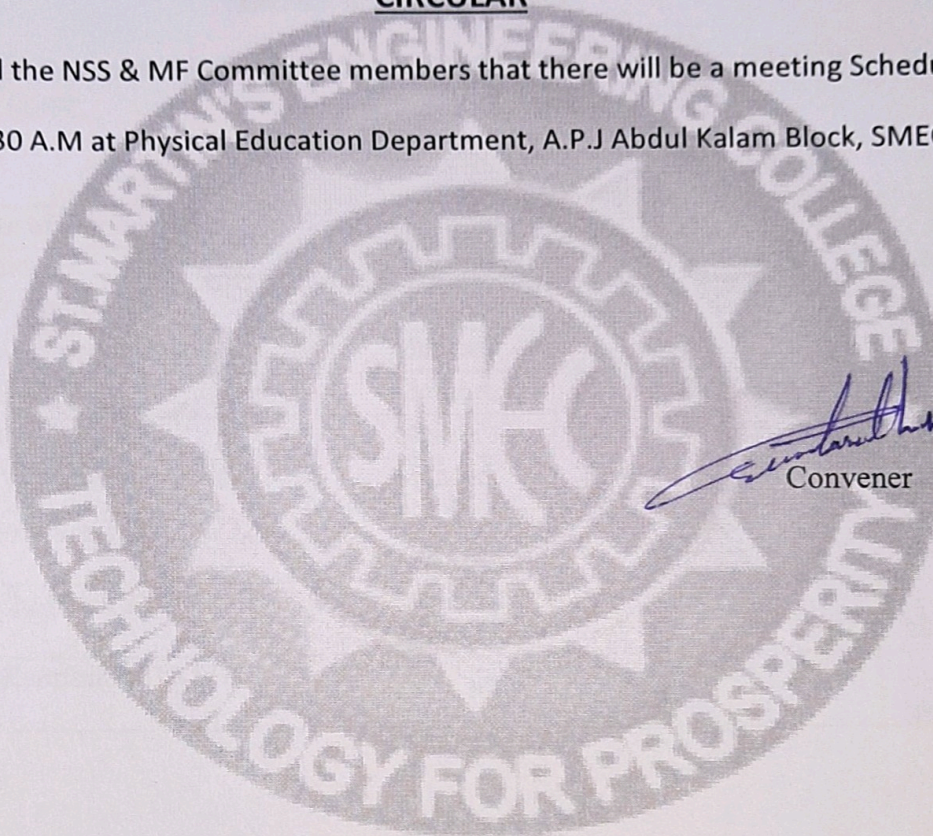 CIRCULAR
the NSS & MF Committee members that there will be a meeting Schedu
30 A.M at Physical Education Department, A.P.J Abdul Kalam Block, SME
ST.MARTIN'S ENGINEERING COLLEGE
SMEC
Convener
TECHNOLOGY FOR PROSPERITY